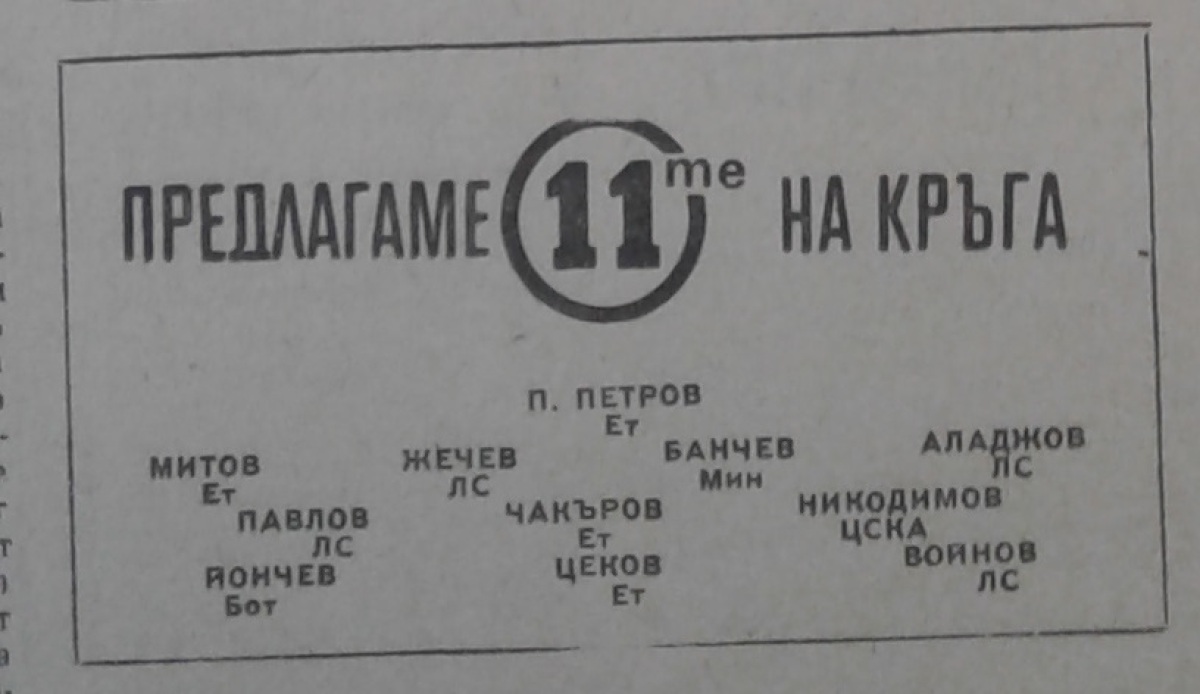 ПРЕДЛАГАМЕ 11те НА КРЪГА
П. ПЕТРОВ
Ет
МИТОВ ЖЕЧЕВ БАНЧЕВ АЛАДЖОВ
Ет ЛС Мин ЛС
ПАВЛОВ ЧАКЪРОВ НИКОДИМОВ
ЛС Ет ЦСКА
ЙОНЧЕВ ЦЕКОВ ВОЙНОВ
Бот Ет ЛС